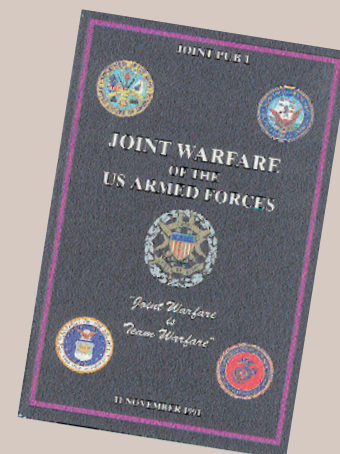 JOINT PUB 1
JOINT WARFARE
OF THE
US ARMED FORCES
"Joint Warfare
is
Team Warfare"
11 NOVEMBER 1991